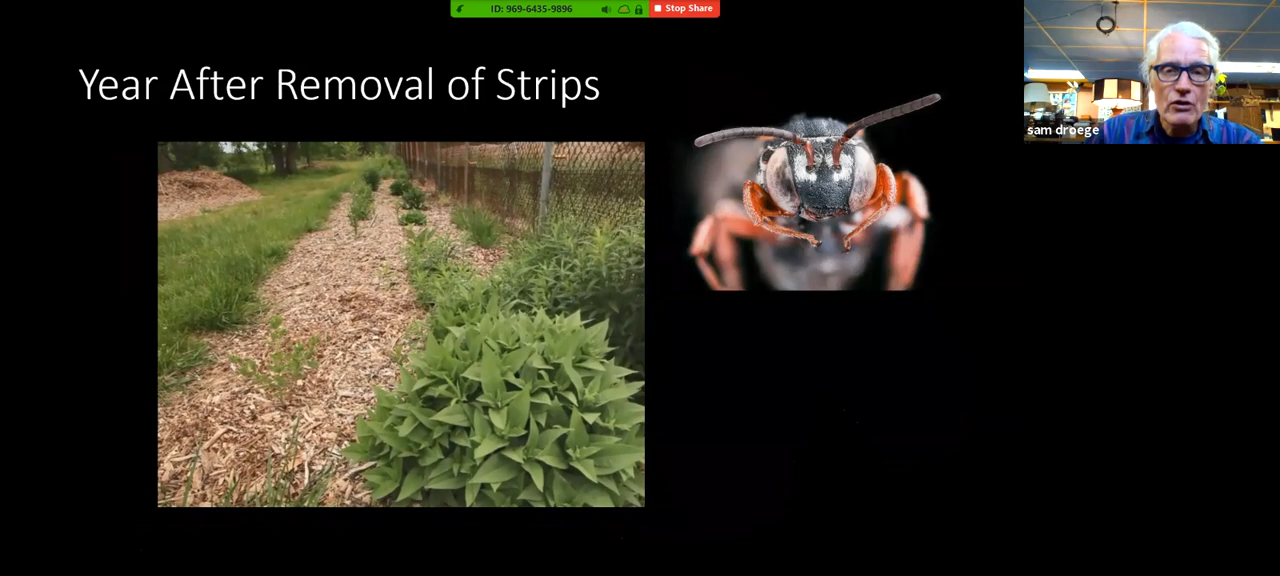 ID: 969-6435-9896
Stop Share
Year After Removal of Strips
sam droege